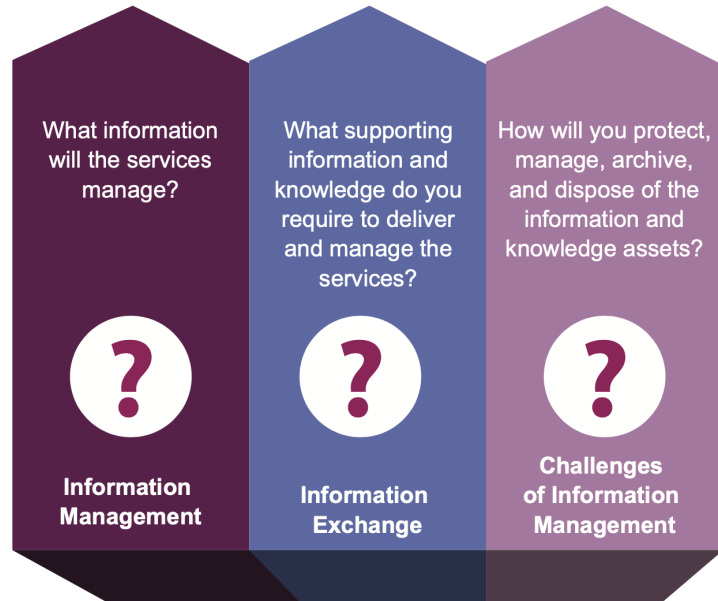 What information
will the services
manage?
?
Information
Management
What supporting
information and
knowledge do you
require to deliver
and manage the
services?
?
Information
Exchange
How will you protect,
manage, archive,
and dispose of the
information and
knowledge assets?
?
Challenges
of Information
Management